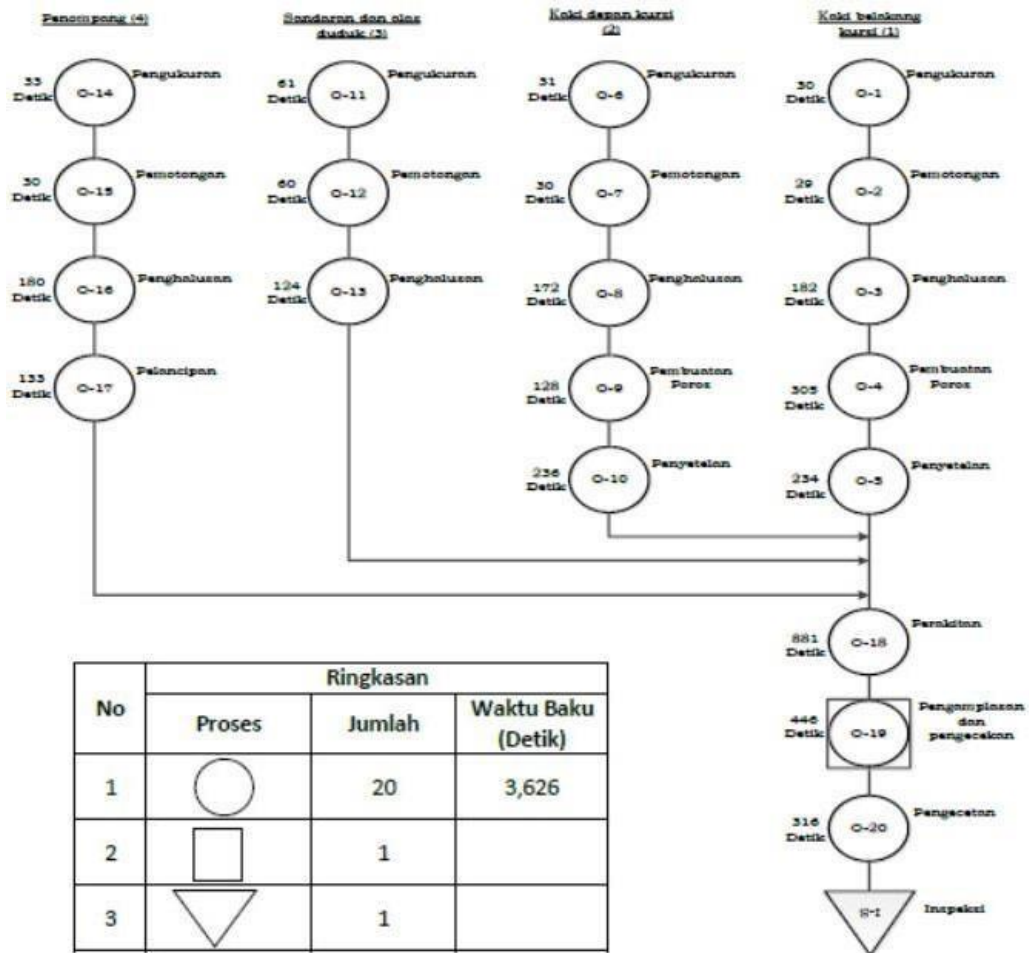 Penompang (4)
Sandaran dan alas
duduk (3)
Kaki depan kursi
(2)
Kaki belakang
kursi (1)
33
Detik
O-14
Pengukuran
30
Detik
O-15
Pemotongan
180
Detik
O-16
Penghalusan
133
Detik
O-17
Pelancipan
61
Detik
O-11
Pengukuran
60
Detik
O-12
Pemotongan
124
Detik
O-13
Penghalusan
31
Detik
O-6
Pengukuran
30
Detik
O-7
Pemotongan
172
Detik
O-8
Penghalusan
128
Detik
O-9
Pembuatan
Poros
236
Detik
O-10
Penyetelan
30
Detik
O-1
Pengukuran
29
Detik
O-2
Pemotongan
182
Detik
O-3
Penghalusan
305
Detik
O-4
Pembuatan
Poros
234
Detik
O-5
Penyetelan
881
Detik
O-18
Perakitan
446
Detik
O-19
Pengamplasan
dan
pengecekan
316
Detik
O-20
Pengecatan
S-1
Inspeksi
Ringkasan
No
Proses
Jumlah
Waktu Baku
(Detik)
1
20
3,626
2
1
3
1